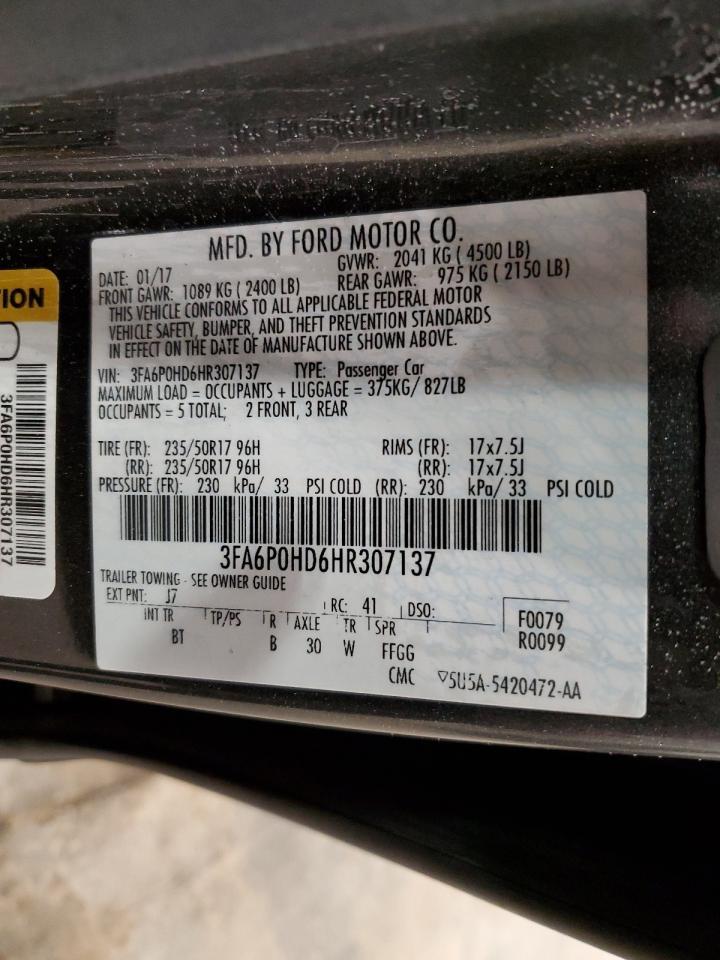 MFD. BY FORD MOTOR CO.
DATE: 01/17 GVWR: 2041 KG ( 4500 LB)
FRONT GAWR: 1089 KG ( 2400 LB) REAR GAWR: 975 KG ( 2150 LB)
THIS VEHICLE CONFORMS TO ALL APPLICABLE FEDERAL MOTOR
VEHICLE SAFETY, BUMPER, AND THEFT PREVENTION STANDARDS
IN EFFECT ON THE DATE OF MANUFACTURE SHOWN ABOVE.
VIN: 3FA6P0HD6HR307137 TYPE: Passenger Car
MAXIMUM LOAD = OCCUPANTS + LUGGAGE = 375KG/ 827LB
OCCUPANTS = 5 TOTAL; 2 FRONT, 3 REAR
TIRE (FR): 235/50R17 96H RIMS (FR): 17x7.5J
(RR): 235/50R17 96H (RR): 17x7.5J
PRESSURE (FR): 230 kPa/ 33 PSI COLD (RR): 230 kPa/ 33 PSI COLD
3FA6P0HD6HR307137
TRAILER TOWING - SEE OWNER GUIDE
EXT PNT: J7 RC: 41 DSO:
INT TR TP/PS R AXLE TR SPR
BT B 30 W FFGG
F0079
R0099
CMC ▽5U5A-5420472-AA
TION
3FA6P0HD6HR307137